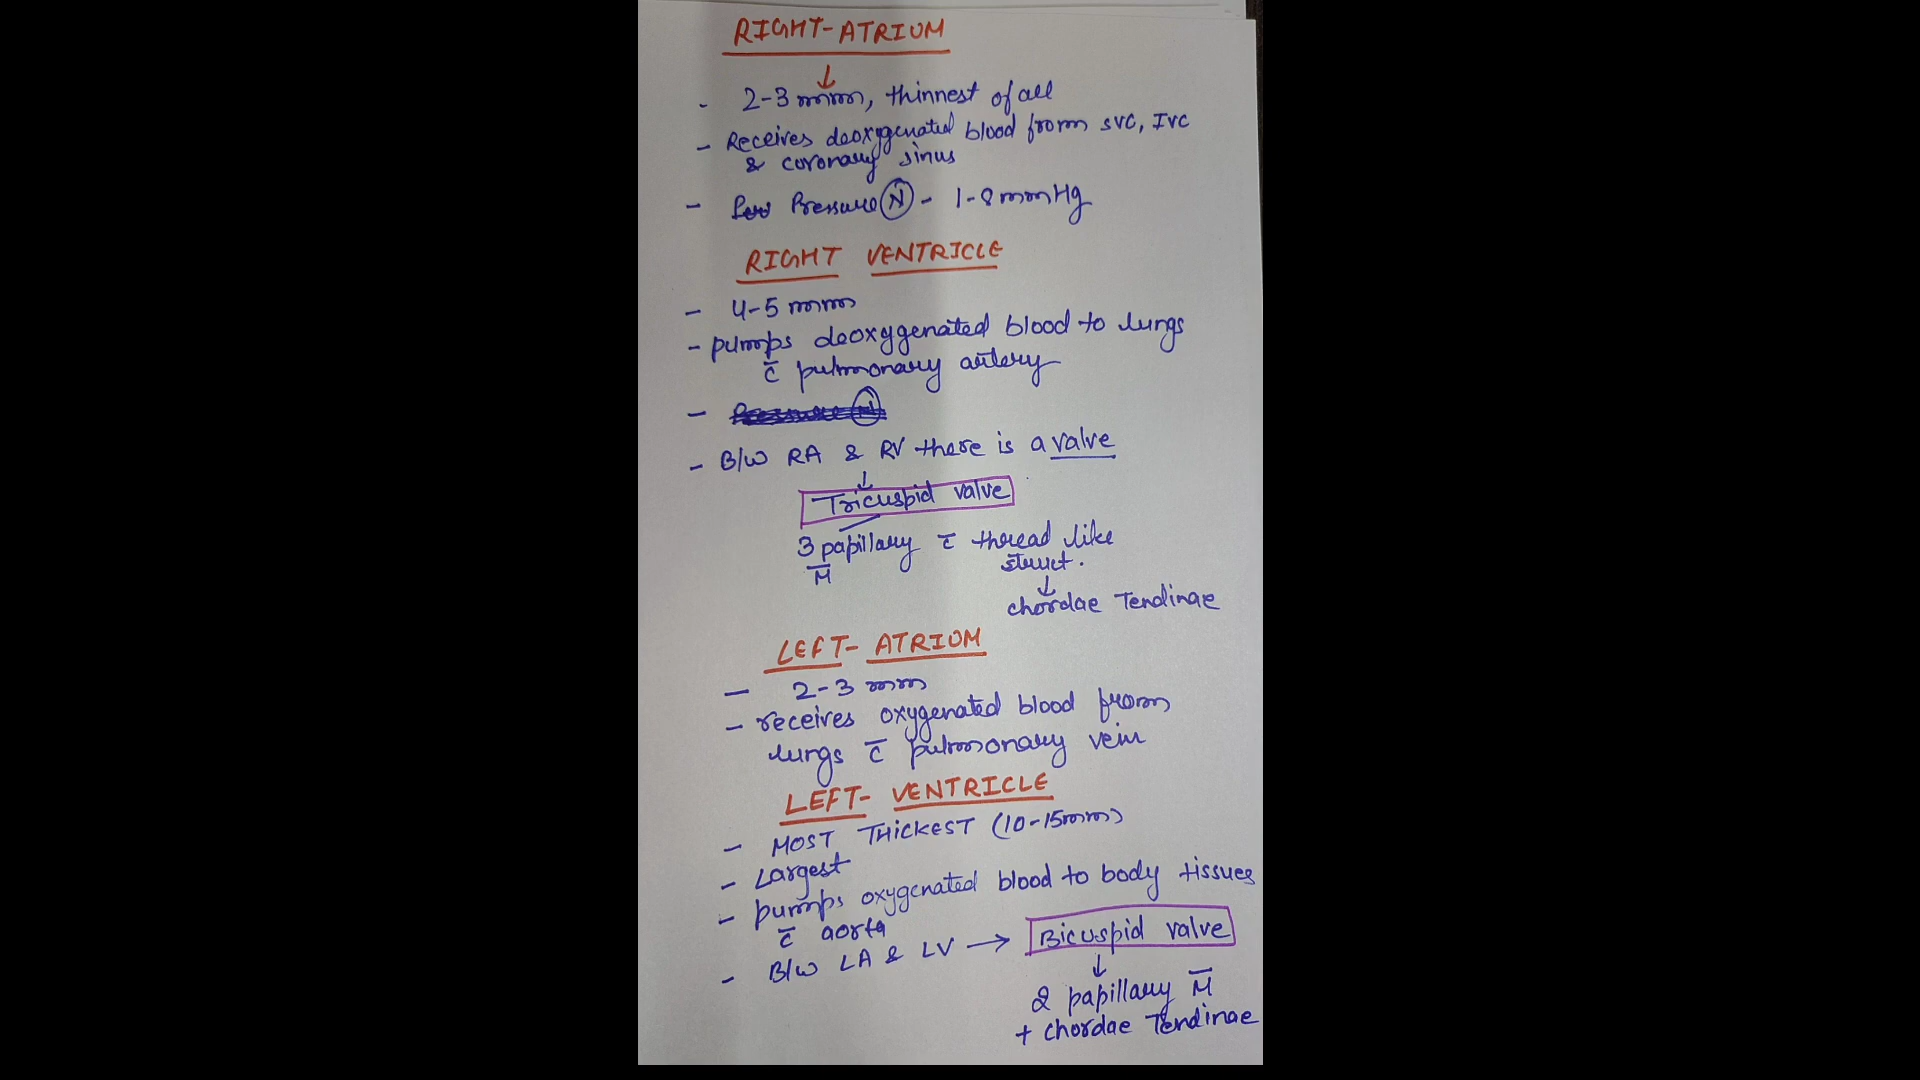 RIGHT-ATRIUM
↓
- 2-3 mm, thinnest of all
- Receives deoxygenated blood from SVC, IVC
& coronary sinus
- Pressure (N) - 1-8 mmHg
RIGHT VENTRICLE
- 4-5 mm
- pumps deoxygenated blood to lungs
c̅ pulmonary artery
-
- B/W RA & RV there is a valve
↓
Tricuspid valve
3 papillary c̅ thread like
M̅ struct.
↓
chordae Tendinae
LEFT- ATRIUM
- 2-3 mm
- receives oxygenated blood from
lungs c̅ pulmonary vein
LEFT- VENTRICLE
- MOST THICKEST (10-15mm)
- Largest
- pumps oxygenated blood to body tissues
c̅ aorta
- B/W LA & LV → Bicuspid valve
↓
2 papillary M̅
+ chordae Tendinae